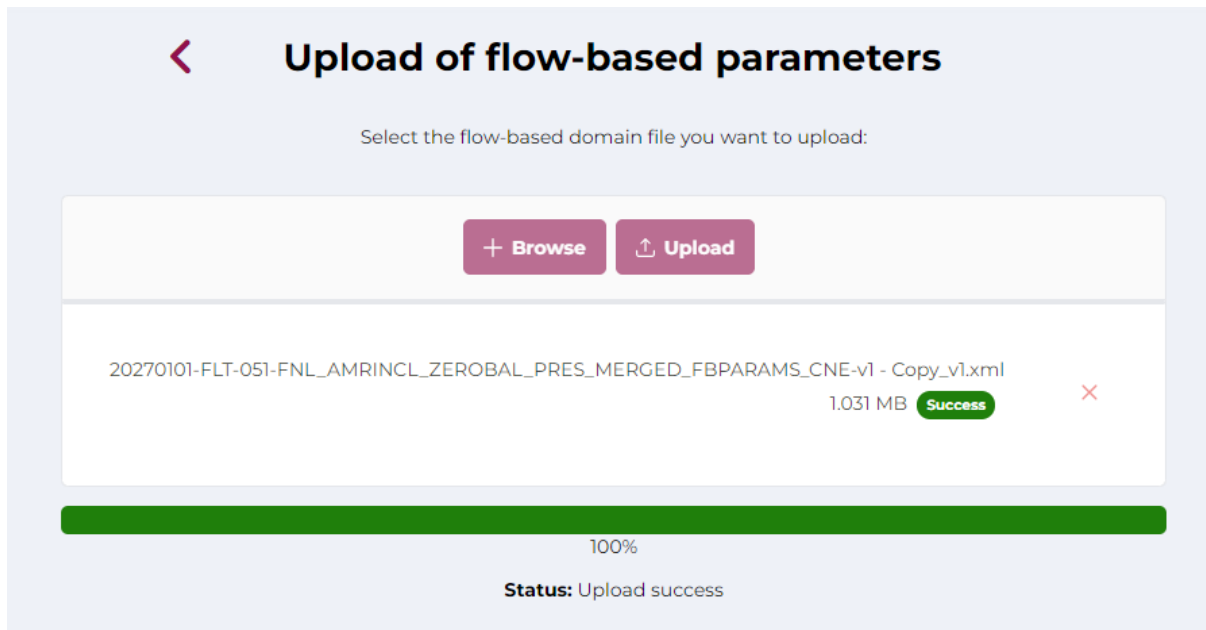 Upload of flow-based parameters
Select the flow-based domain file you want to upload:
Browse Upload
20270101-FLT-051-FNL_AMRINCL_ZEROBAL_PRES_MERGED_FBPARAMS_CNE-v1 - Copy_v1.xml
1.031 MB Success
100%
Status: Upload success